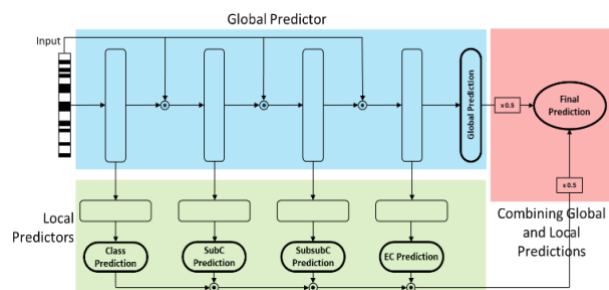 Global Predictor
Input
Global Prediction
x 0.5
Final
Prediction
x 0.5
Local
Predictors
Class
Prediction
SubC
Prediction
SubsubC
Prediction
EC Prediction
Combining Global
and Local
Predictions